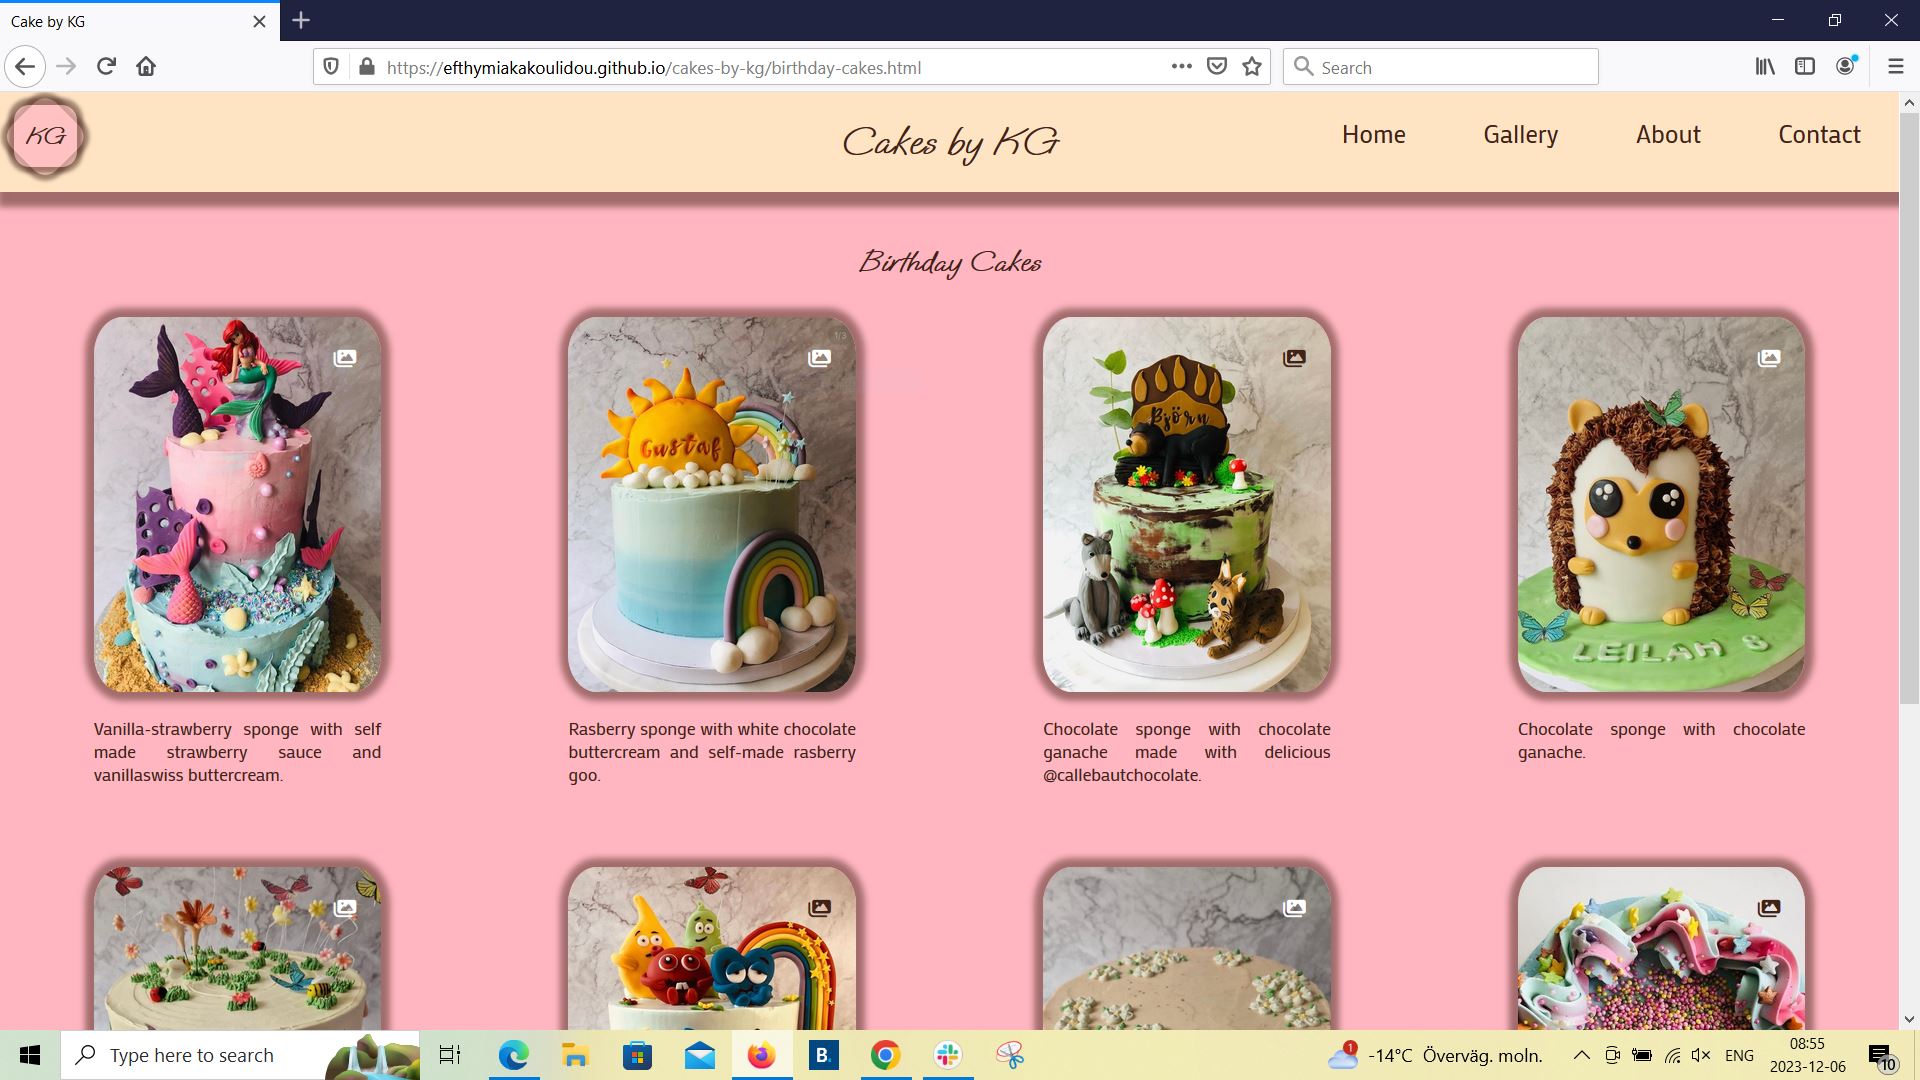 Cake by KG
https://efthymiakakoulidou.github.io/cakes-by-kg/birthday-cakes.html
Search
KG
Cakes by KG
Home
Gallery
About
Contact
Birthday Cakes
1/3
Gustaf
Björn
LEILAH 8
Vanilla-strawberry sponge with self
made strawberry sauce and
vanillaswiss buttercream.
Rasberry sponge with white chocolate
buttercream and self-made rasberry
goo.
Chocolate sponge with chocolate
ganache made with delicious
@callebautchocolate.
Chocolate sponge with chocolate
ganache.
Type here to search
B.
1
-14°C Överväg. moln.
ENG
08:55
2023-12-06
10